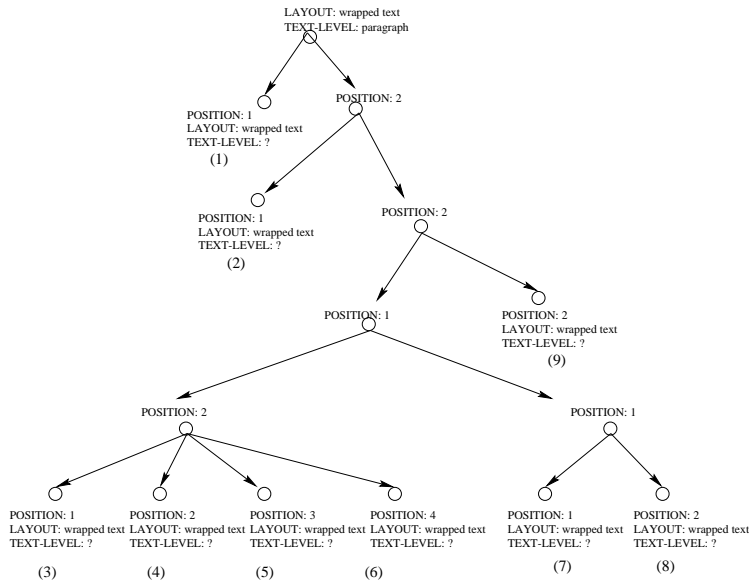 LAYOUT: wrapped text
TEXT-LEVEL: paragraph
POSITION: 1
LAYOUT: wrapped text
TEXT-LEVEL: ?
(1)
POSITION: 2
POSITION: 1
LAYOUT: wrapped text
TEXT-LEVEL: ?
(2)
POSITION: 2
POSITION: 1
POSITION: 2
LAYOUT: wrapped text
TEXT-LEVEL: ?
(9)
POSITION: 2
POSITION: 1
POSITION: 1
LAYOUT: wrapped text
TEXT-LEVEL: ?
(3)
POSITION: 2
LAYOUT: wrapped text
TEXT-LEVEL: ?
(4)
POSITION: 3
LAYOUT: wrapped text
TEXT-LEVEL: ?
(5)
POSITION: 4
LAYOUT: wrapped text
TEXT-LEVEL: ?
(6)
POSITION: 1
LAYOUT: wrapped text
TEXT-LEVEL: ?
(7)
POSITION: 2
LAYOUT: wrapped text
TEXT-LEVEL: ?
(8)